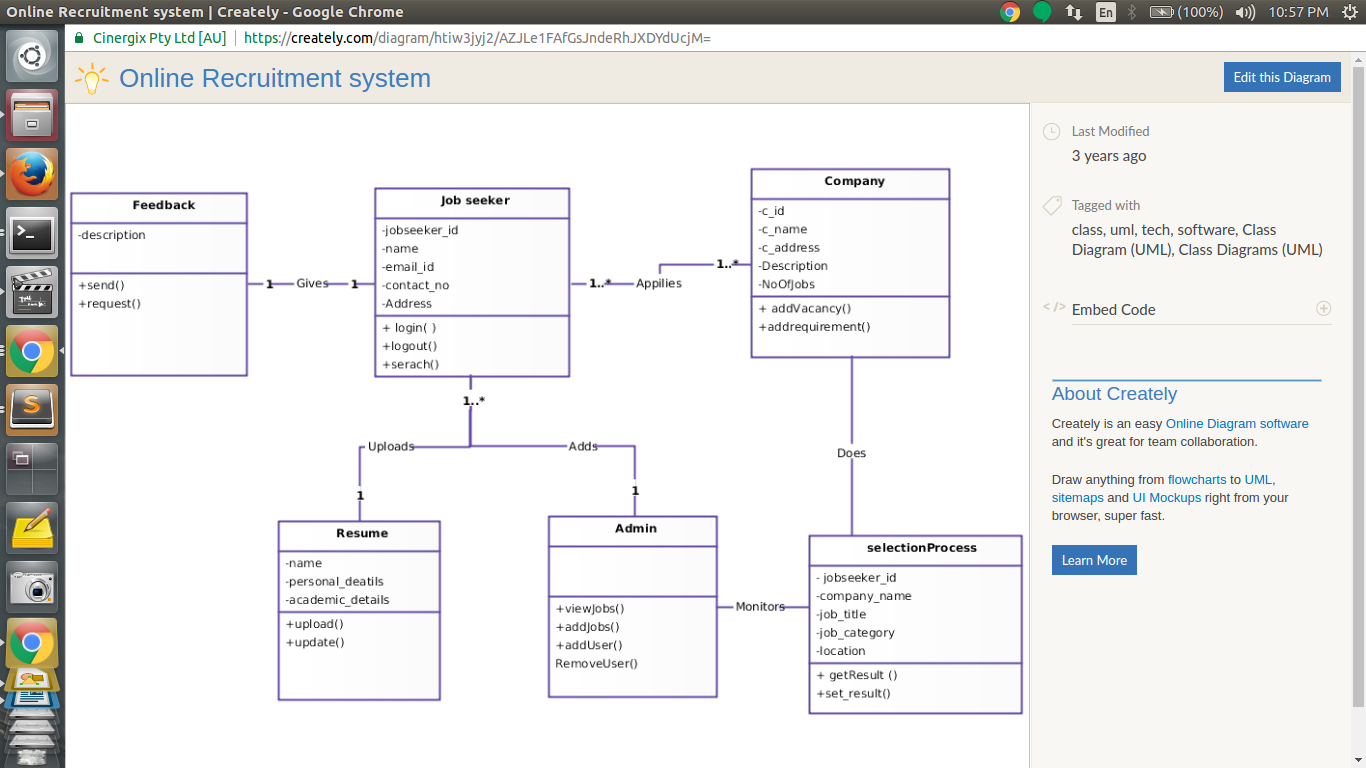 Online Recruitment system | Creately - Google Chrome
En
(100%)
10:57 PM
Cinergix Pty Ltd [AU]
https://creately.com/diagram/htiw3jyj2/AZJLe1FAfGsJndeRhJXDYdUcjM=
Online Recruitment system
Edit this Diagram
Feedback
-description
+send()
+request()
1
Gives
1
Job seeker
-jobseeker_id
-name
-email_id
-contact_no
-Address
+ login( )
+logout()
+serach()
1..*
Appilies
1..*
Company
-c_id
-c_name
-c_address
-Description
-NoOfJobs
+ addVacancy()
+addrequirement()
1..*
Uploads
Adds
Does
1
1
Resume
-name
-personal_deatils
-academic_details
+upload()
+update()
Admin
+viewJobs()
+addJobs()
+addUser()
RemoveUser()
Monitors
selectionProcess
- jobseeker_id
-company_name
-job_title
-job_category
-location
+ getResult ()
+set_result()
Last Modified
3 years ago
Tagged with
class, uml, tech, software, Class
Diagram (UML), Class Diagrams (UML)
</> Embed Code
About Creately
Creately is an easy Online Diagram software
and it's great for team collaboration.
Draw anything from flowcharts to UML,
sitemaps and UI Mockups right from your
browser, super fast.
Learn More